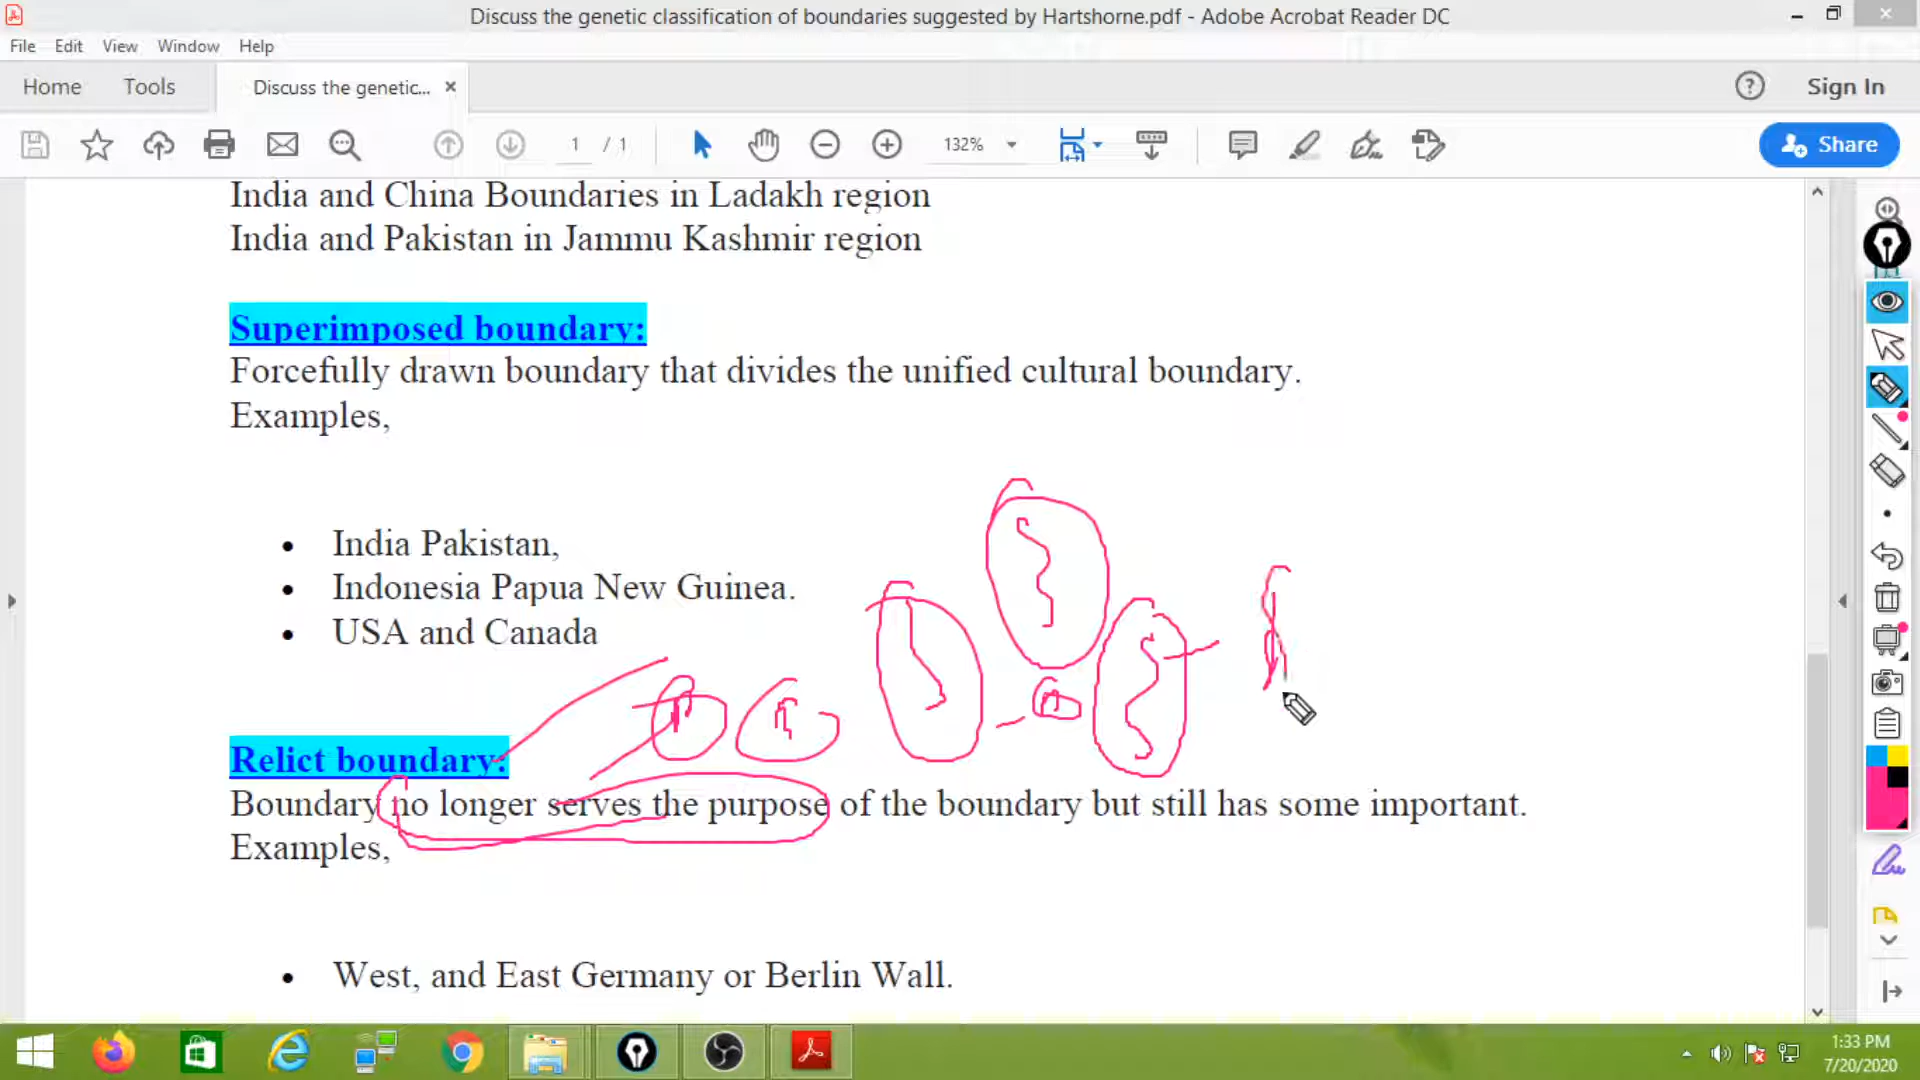 Discuss the genetic classification of boundaries suggested by Hartshorne.pdf - Adobe Acrobat Reader DC
File Edit View Window Help
Home Tools Discuss the genetic... Sign In
1 / 1 132% Share
India and China Boundaries in Ladakh region
India and Pakistan in Jammu Kashmir region
Superimposed boundary:
Forcefully drawn boundary that divides the unified cultural boundary.
Examples,
• India Pakistan,
• Indonesia Papua New Guinea.
• USA and Canada
Relict boundary:
Boundary no longer serves the purpose of the boundary but still has some important.
Examples,
• West, and East Germany or Berlin Wall.
1:33 PM
7/20/2020